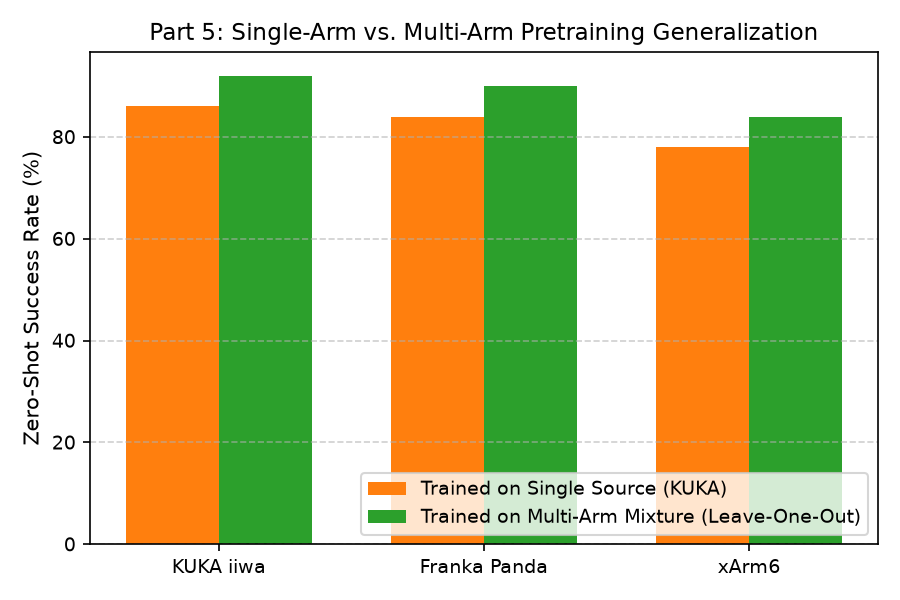 Part 5: Single-Arm vs. Multi-Arm Pretraining Generalization
Zero-Shot Success Rate (%)
80
60
40
20
0
Trained on Single Source (KUKA)
Trained on Multi-Arm Mixture (Leave-One-Out)
KUKA iiwa
Franka Panda
xArm6